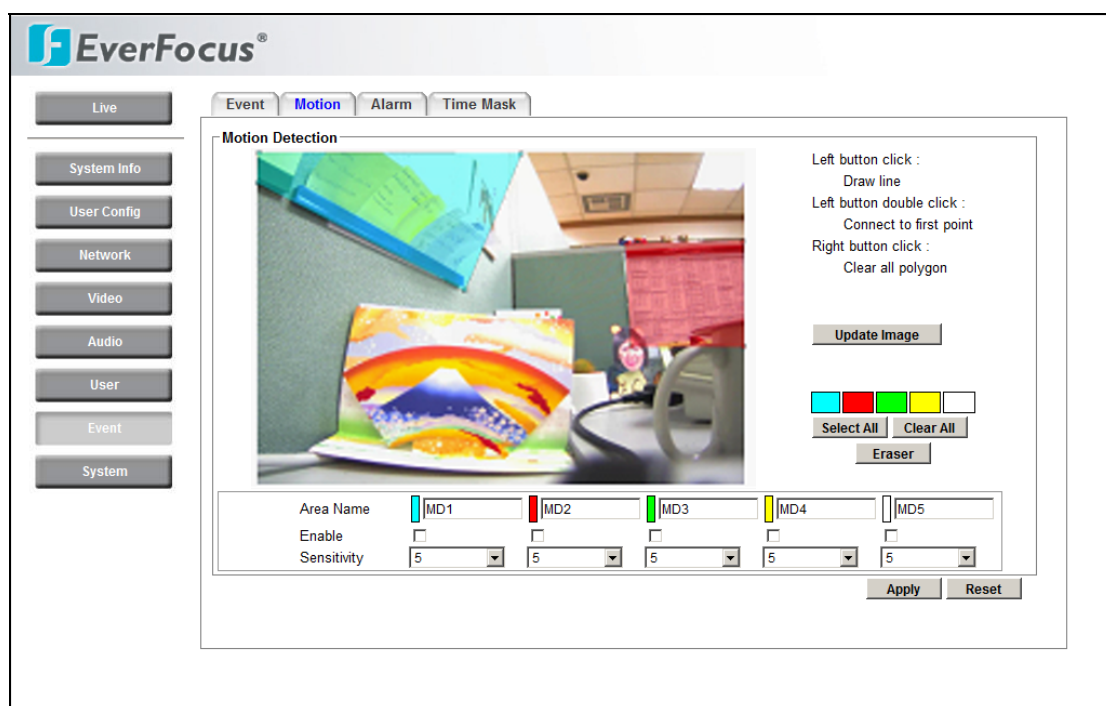 EverFocus®
Live
System Info
User Config
Network
Video
Audio
User
Event
System
Event Motion Alarm Time Mask
Motion Detection
Left button click :
Draw line
Left button double click :
Connect to first point
Right button click :
Clear all polygon
Update Image
Select All Clear All
Eraser
Area Name MD1 MD2 MD3 MD4 MD5
Enable
Sensitivity 5 5 5 5 5
Apply Reset